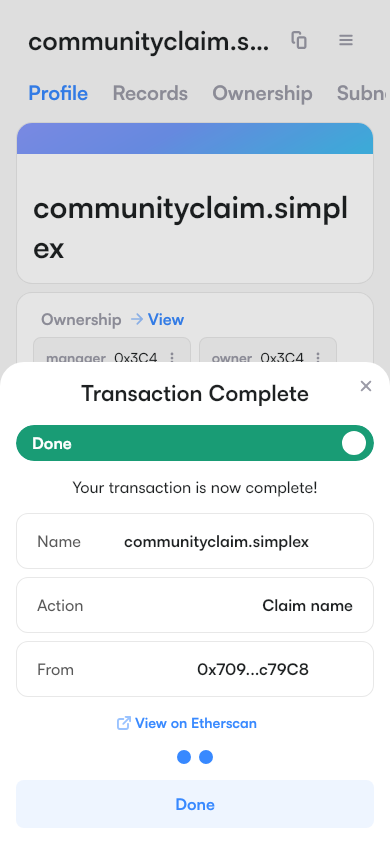 communityclaim.s...
Profile Records Ownership Subn
communityclaim.simpl
ex
Ownership → View
manager 0x3C4 owner 0x3C4
Transaction Complete
Done
Your transaction is now complete!
Name communityclaim.simplex
Action Claim name
From 0x709...c79C8
View on Etherscan
Done